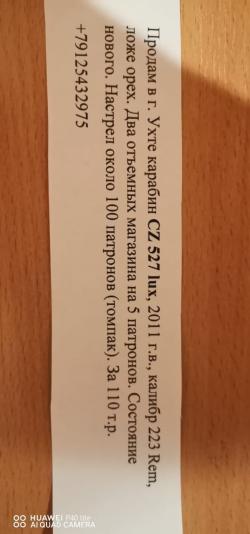 Продам в г. Ухте карабин CZ 527 lux, 2011 г.в., калибр 223 Rem,
ложе орех. Два отъемных магазина на 5 патронов. Состояние
нового. Настрел около 100 патронов (томпак). За 110 т.р.
+79125432975
HUAWEI P40 lite
AI QUAD CAMERA